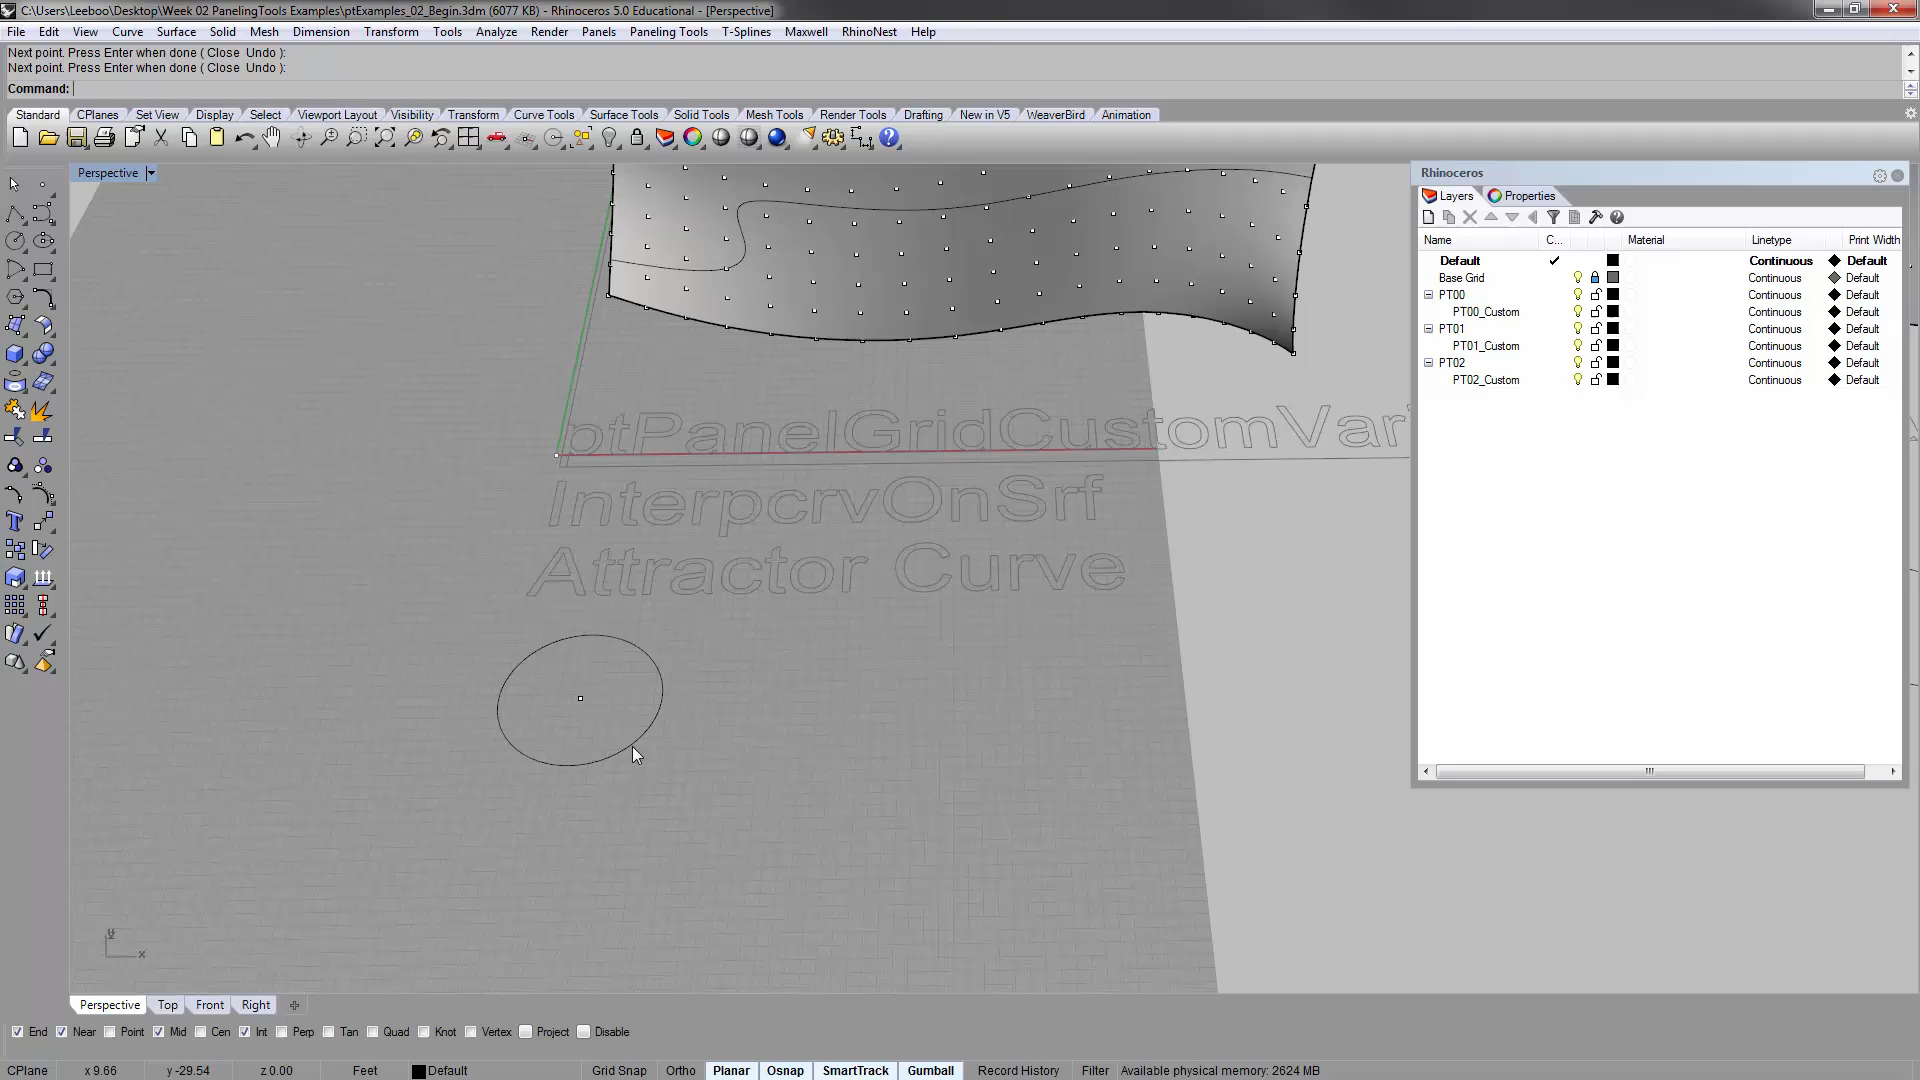 C:\Users\Leeboo\Desktop\Week 02 PanelingTools Examples\ptExamples_02_Begin.3dm (6077 KB) - Rhinoceros 5.0 Educational - [Perspective]
File Edit View Curve Surface Solid Mesh Dimension Transform Tools Analyze Render Panels Paneling Tools T-Splines Maxwell RhinoNest Help
Next point. Press Enter when done ( Close Undo ):
Next point. Press Enter when done ( Close Undo ):
Command:
Standard CPlanes Set View Display Select Viewport Layout Visibility Transform Curve Tools Surface Tools Solid Tools Mesh Tools Render Tools Drafting New in V5 WeaverBird Animation
Perspective
Rhinoceros
Layers Properties
Name C... Material Linetype Print Width
Default Continuous Default
Base Grid Continuous Default
PT00 Continuous Default
PT00_Custom Continuous Default
PT01 Continuous Default
PT01_Custom Continuous Default
PT02 Continuous Default
PT02_Custom Continuous Default
ptPanelGridCustomVar
InterpcrvOnSrf
Attractor Curve
y
x
Perspective Top Front Right
End Near Point Mid Cen Int Perp Tan Quad Knot Vertex Project Disable
CPlane x 9.66 y -29.54 z 0.00 Feet Default Grid Snap Ortho Planar Osnap SmartTrack Gumball Record History Filter Available physical memory: 2624 MB